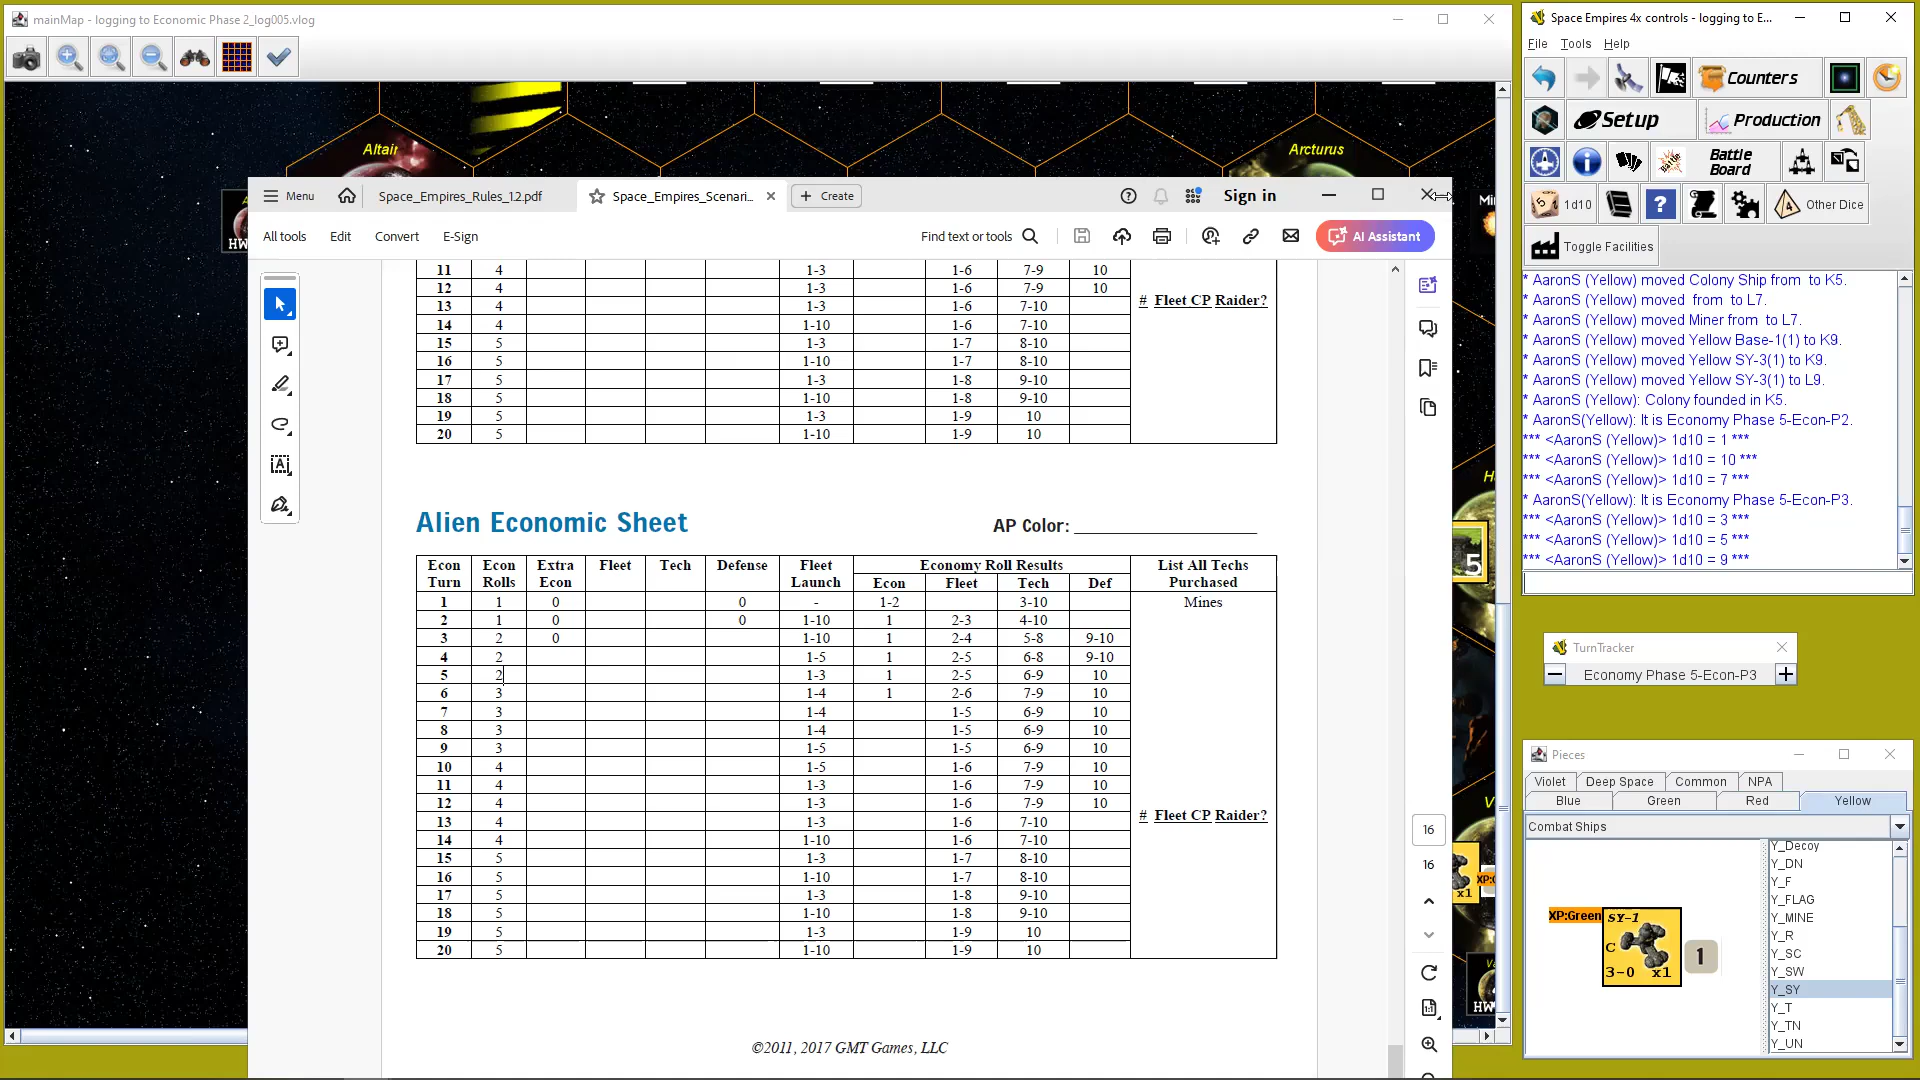 mainMap - logging to Economic Phase 2_log005.vlog
Altair
Arcturus
HW
Menu
Space_Empires_Rules_1.2.pdf
Space_Empires_Scenari...
Create
Sign in
All tools
Edit
Convert
E-Sign
Find text or tools
AI Assistant
11 4 1-3 1-6 7-9 10
12 4 1-3 1-6 7-9 10
# Fleet CP Raider?
13 4 1-3 1-6 7-10
14 4 1-10 1-6 7-10
15 5 1-3 1-7 8-10
16 5 1-10 1-7 8-10
17 5 1-3 1-8 9-10
18 5 1-10 1-8 9-10
19 5 1-3 1-9 10
20 5 1-10 1-9 10
Alien Economic Sheet
AP Color:
Econ Turn Econ Rolls Extra Econ Fleet Tech Defense Fleet Launch Economy Roll Results List All Techs Purchased
Econ Fleet Tech Def
1 1 0 0 - 1-2 3-10 Mines
2 1 0 0 1-10 1 2-3 4-10
3 2 0 1-10 1 2-4 5-8 9-10
4 2 1-5 1 2-5 6-8 9-10
5 2 1-3 1 2-5 6-9 10
6 3 1-4 1 2-6 7-9 10
7 3 1-4 1-5 6-9 10
8 3 1-4 1-5 6-9 10
9 3 1-5 1-5 6-9 10
10 4 1-5 1-6 7-9 10
11 4 1-3 1-6 7-9 10
12 4 1-3 1-6 7-9 10
# Fleet CP Raider?
13 4 1-3 1-6 7-10
14 4 1-10 1-6 7-10
15 5 1-3 1-7 8-10
16 5 1-10 1-7 8-10
17 5 1-3 1-8 9-10
18 5 1-10 1-8 9-10
19 5 1-3 1-9 10
20 5 1-10 1-9 10
©2011, 2017 GMT Games, LLC
16
16
5
x1
HW
Space Empires 4x controls - logging to E...
File Tools Help
Counters
Setup
Production
Battle Board
1d10
Other Dice
Toggle Facilities
* AaronS (Yellow) moved Colony Ship from  to K5.
* AaronS (Yellow) moved  from  to L7.
* AaronS (Yellow) moved Miner from  to L7.
* AaronS (Yellow) moved Yellow Base-1(1) to K9.
* AaronS (Yellow) moved Yellow SY-3(1) to K9.
* AaronS (Yellow) moved Yellow SY-3(1) to L9.
* AaronS (Yellow): Colony founded in K5.
* AaronS(Yellow): It is Economy Phase 5-Econ-P2.
*** <AaronS (Yellow)> 1d10 = 1 ***
*** <AaronS (Yellow)> 1d10 = 10 ***
*** <AaronS (Yellow)> 1d10 = 7 ***
* AaronS(Yellow): It is Economy Phase 5-Econ-P3.
*** <AaronS (Yellow)> 1d10 = 3 ***
*** <AaronS (Yellow)> 1d10 = 5 ***
*** <AaronS (Yellow)> 1d10 = 9 ***
TurnTracker
Economy Phase 5-Econ-P3
Pieces
Violet Deep Space Common NPA
Blue Green Red Yellow
Combat Ships
Y_Decoy
Y_DN
Y_F
Y_FLAG
Y_MINE
Y_R
Y_SC
Y_SW
Y_SY
Y_T
Y_TN
Y_UN
XP:Green
SY-1
C
3-0 x1
1